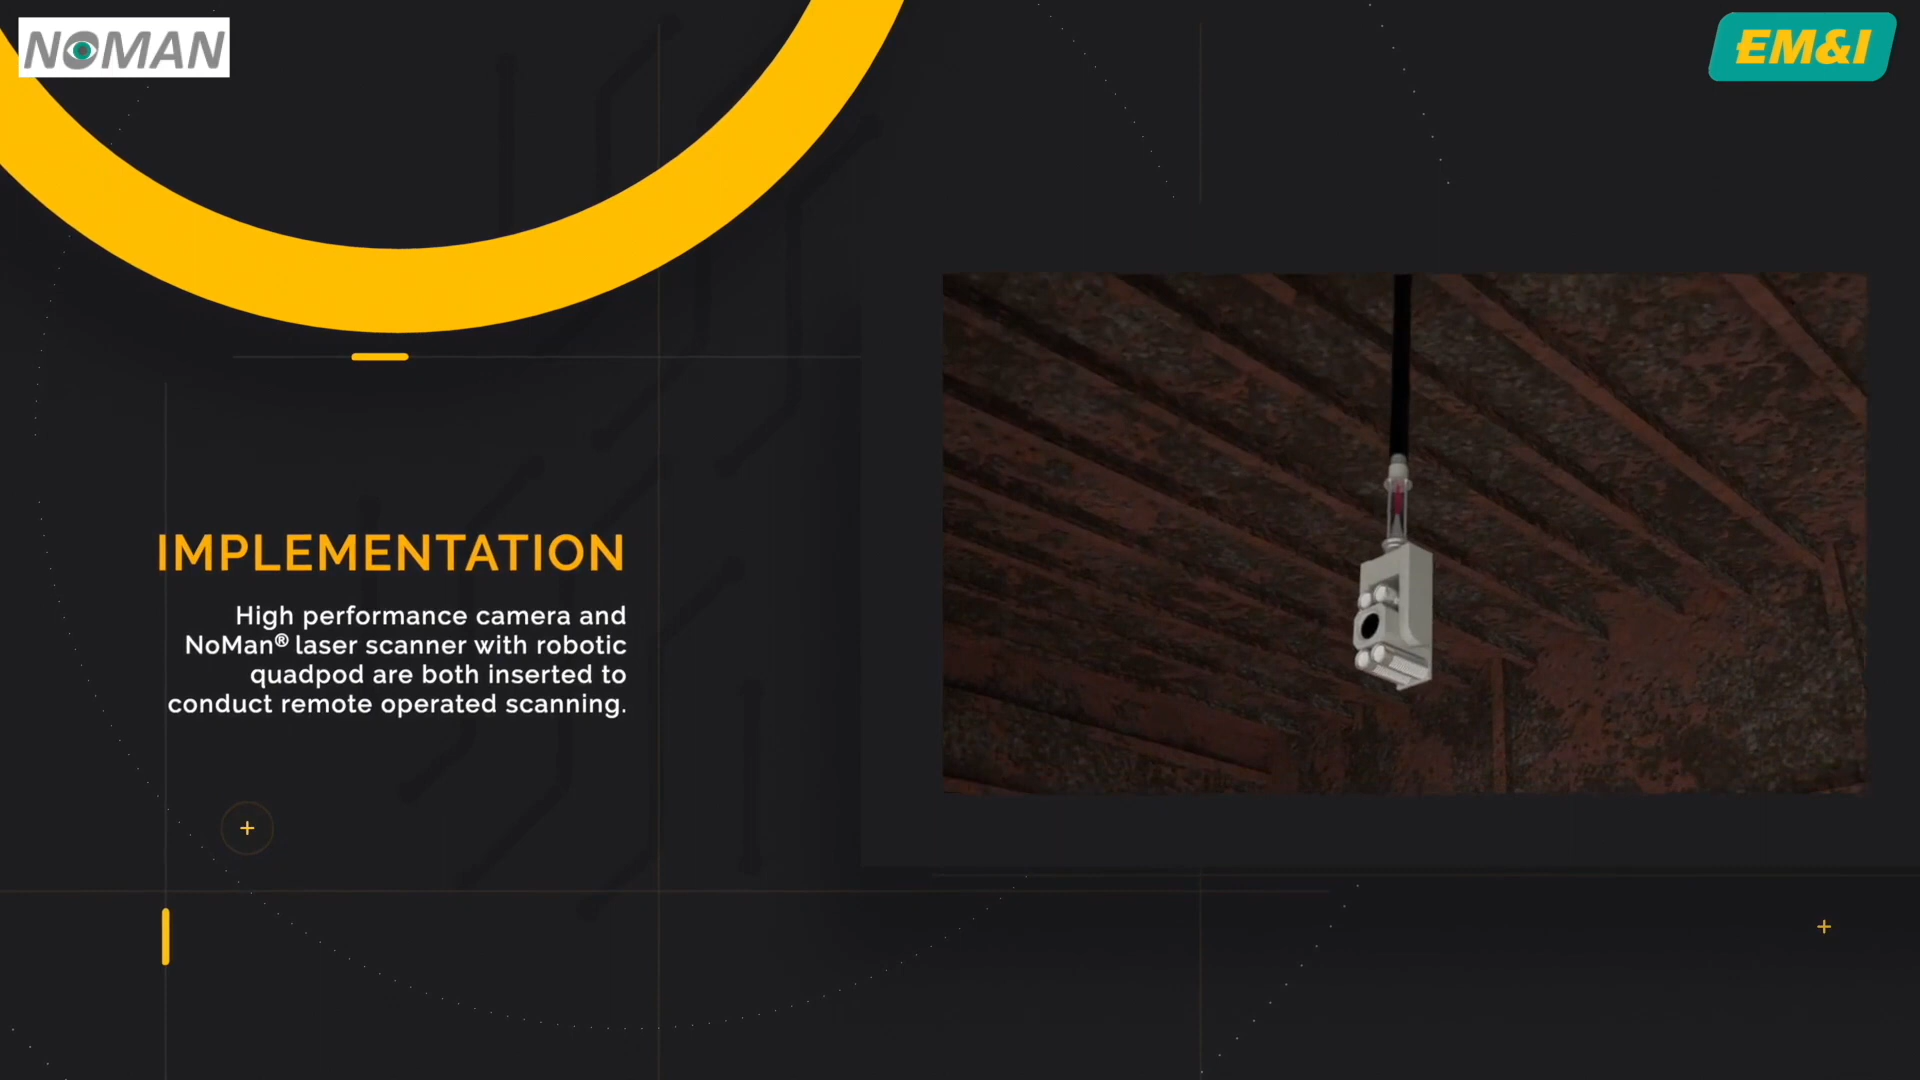 NOMAN
EM&I
IMPLEMENTATION
High performance camera and
NoMan® laser scanner with robotic
quadpod are both inserted to
conduct remote operated scanning.